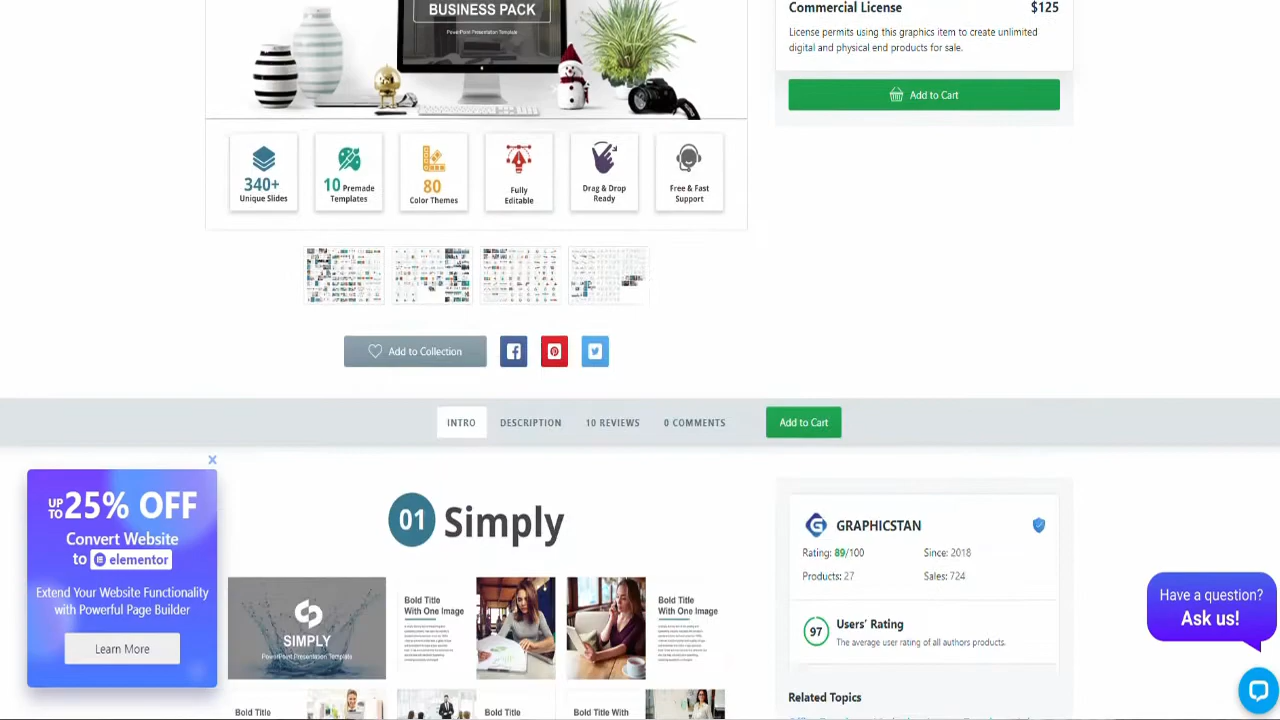 BUSINESS PACK
PowerPoint Presentation Template
Commercial License $125
License permits using this graphics item to create unlimited
digital and physical end products for sale.
Add to Cart
340+
Unique Slides
10 Premade
Templates
80
Color Themes
Fully
Editable
Drag & Drop
Ready
Free & Fast
Support
Add to Collection
INTRO DESCRIPTION 10 REVIEWS 0 COMMENTS Add to Cart
X
UP TO 25% OFF
Convert Website
to elementor
Extend Your Website Functionality
with Powerful Page Builder
Learn More
01 Simply
SIMPLY
PowerPoint Presentation Template
Bold Title
With One Image
Bold Title
With One Image
Bold Title
Bold Title
Bold Title With
GRAPHICSTAN
Rating: 89/100 Since: 2018
Products: 27 Sales: 724
97
Users' Rating
Average user rating of all authors products.
Related Topics
Have a question?
Ask us!